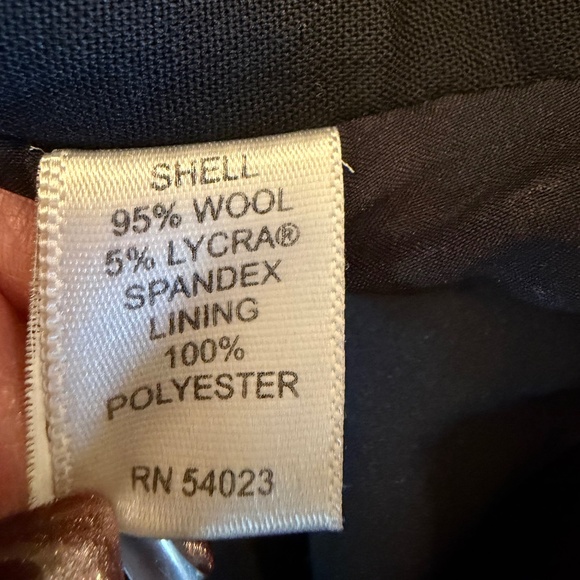 SHELL
95% WOOL
5% LYCRA®
SPANDEX
LINING
100%
POLYESTER
RN 54023